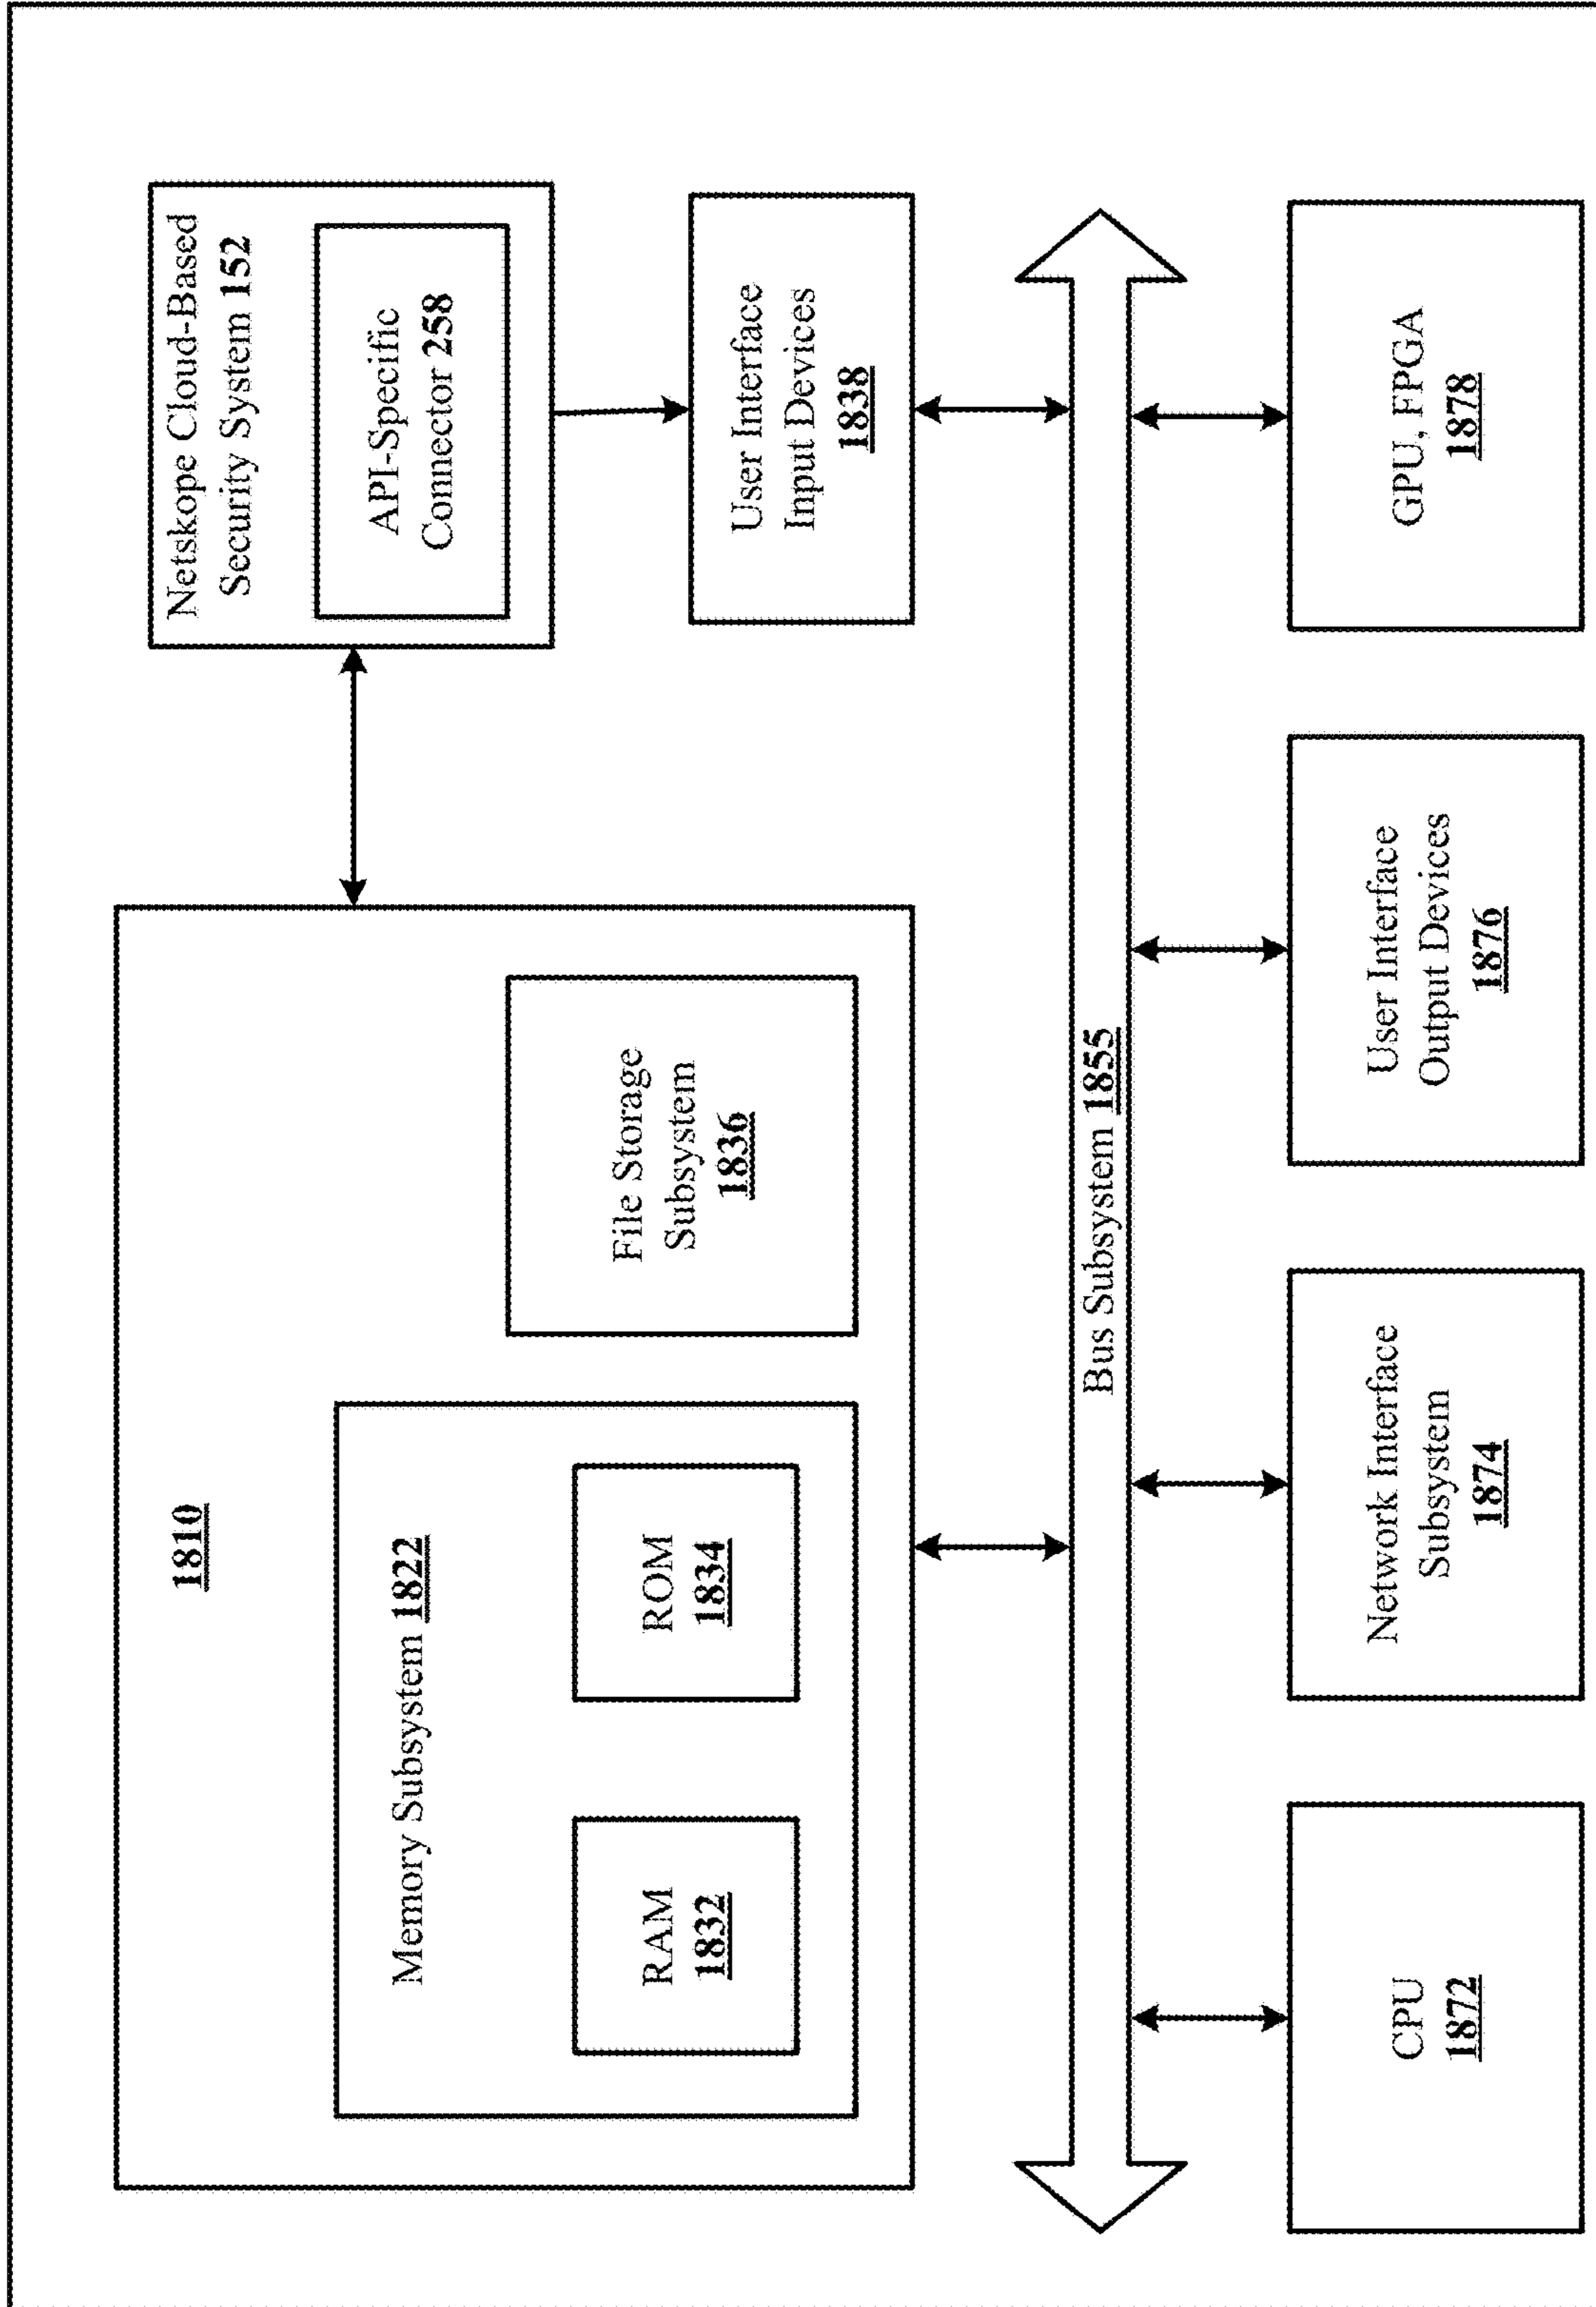 1810
Netskope Cloud-Based
Security System 152
API-Specific
Connector 258
Memory Subsystem 1822
RAM
1832
ROM
1834
File Storage
Subsystem
1836
User Interface
Input Devices
1838
Bus Subsystem 1855
CPU
1872
Network Interface
Subsystem
1874
User Interface
Output Devices
1876
GPU, FPGA
1878